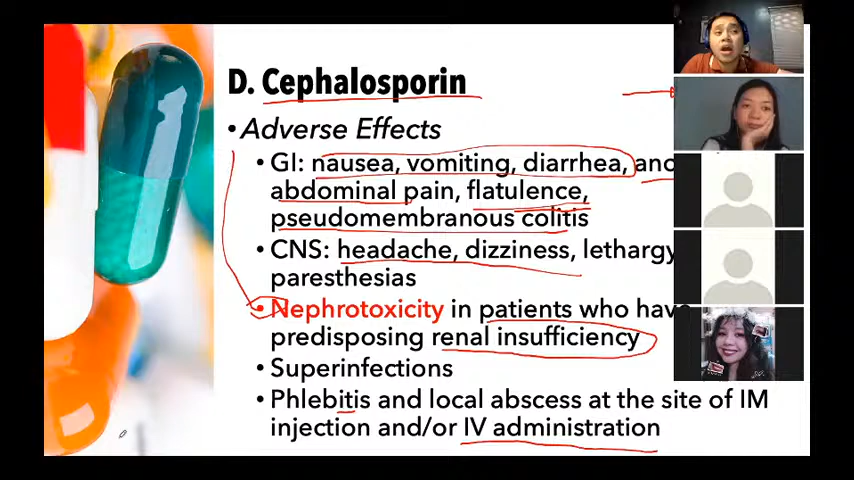 D. Cephalosporin
•Adverse Effects
• GI: nausea, vomiting, diarrhea,
abdominal pain, flatulence,
pseudomembranous colitis
• CNS: headache, dizziness, lethargy
paresthesias
• Nephrotoxicity in patients who have
predisposing renal insufficiency
• Superinfections
• Phlebitis and local abscess at the site of IM
injection and/or IV administration